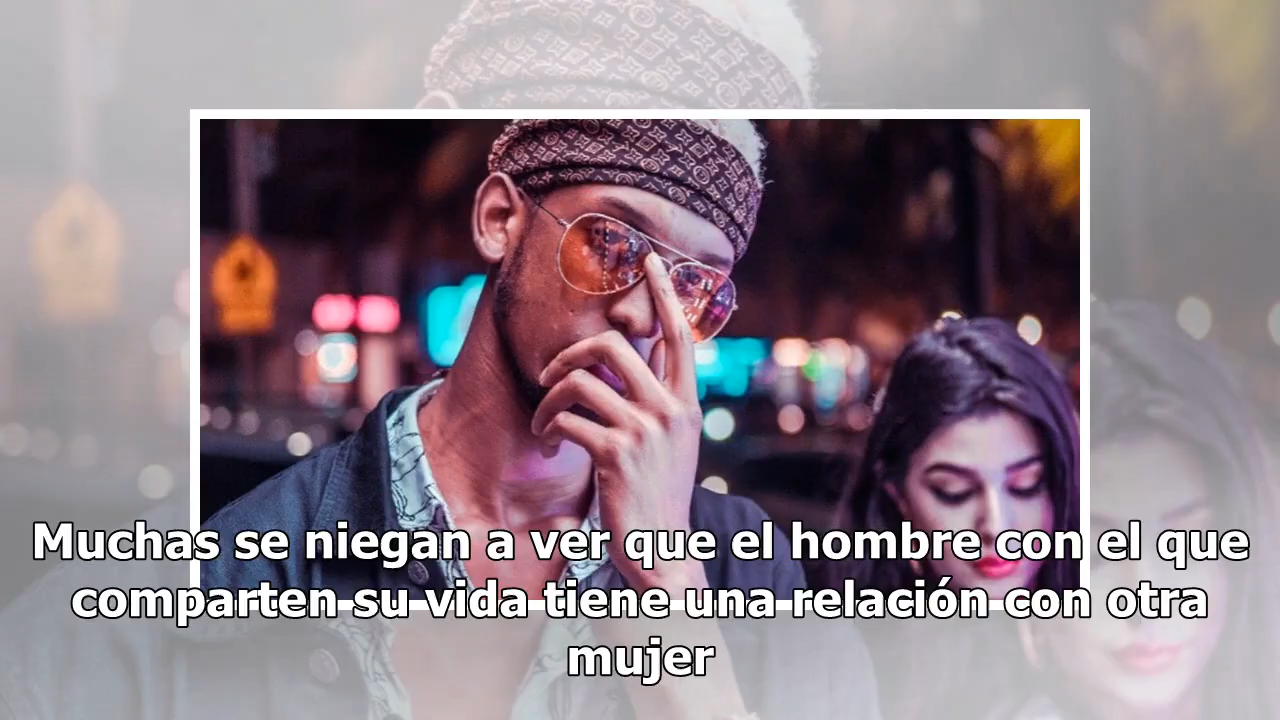 Muchas se niegan a ver que el hombre con el que
comparten su vida tiene una relación con otra
mujer